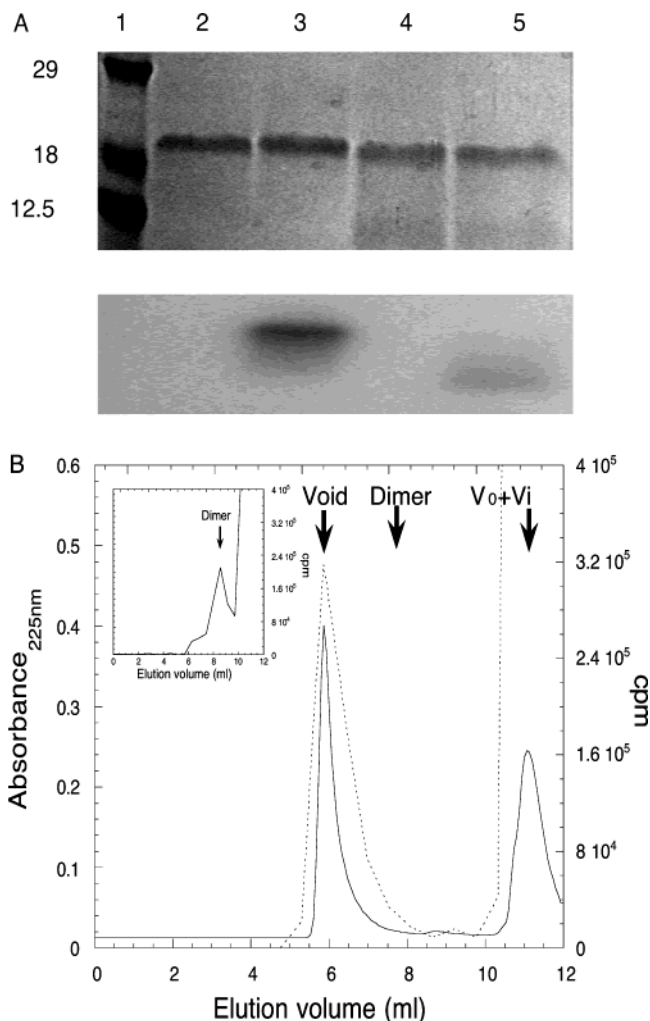 A 1 2 3 4 5
29
18
12.5
B
0.6
0.5
0.4
0.3
0.2
0.1
0
Absorbance225nm
4 10^5
3.2 10^5
2.4 10^5
1.6 10^5
8 10^4
0
cpm
Void Dimer V0+Vi
0 2 4 6 8 10 12
Elution volume (ml)
Dimer
4 10^5
3.2 10^5
2.4 10^5
1.6 10^5
8 10^4
0
cpm
0 2 4 6 8 10 12
Elution volume (ml)